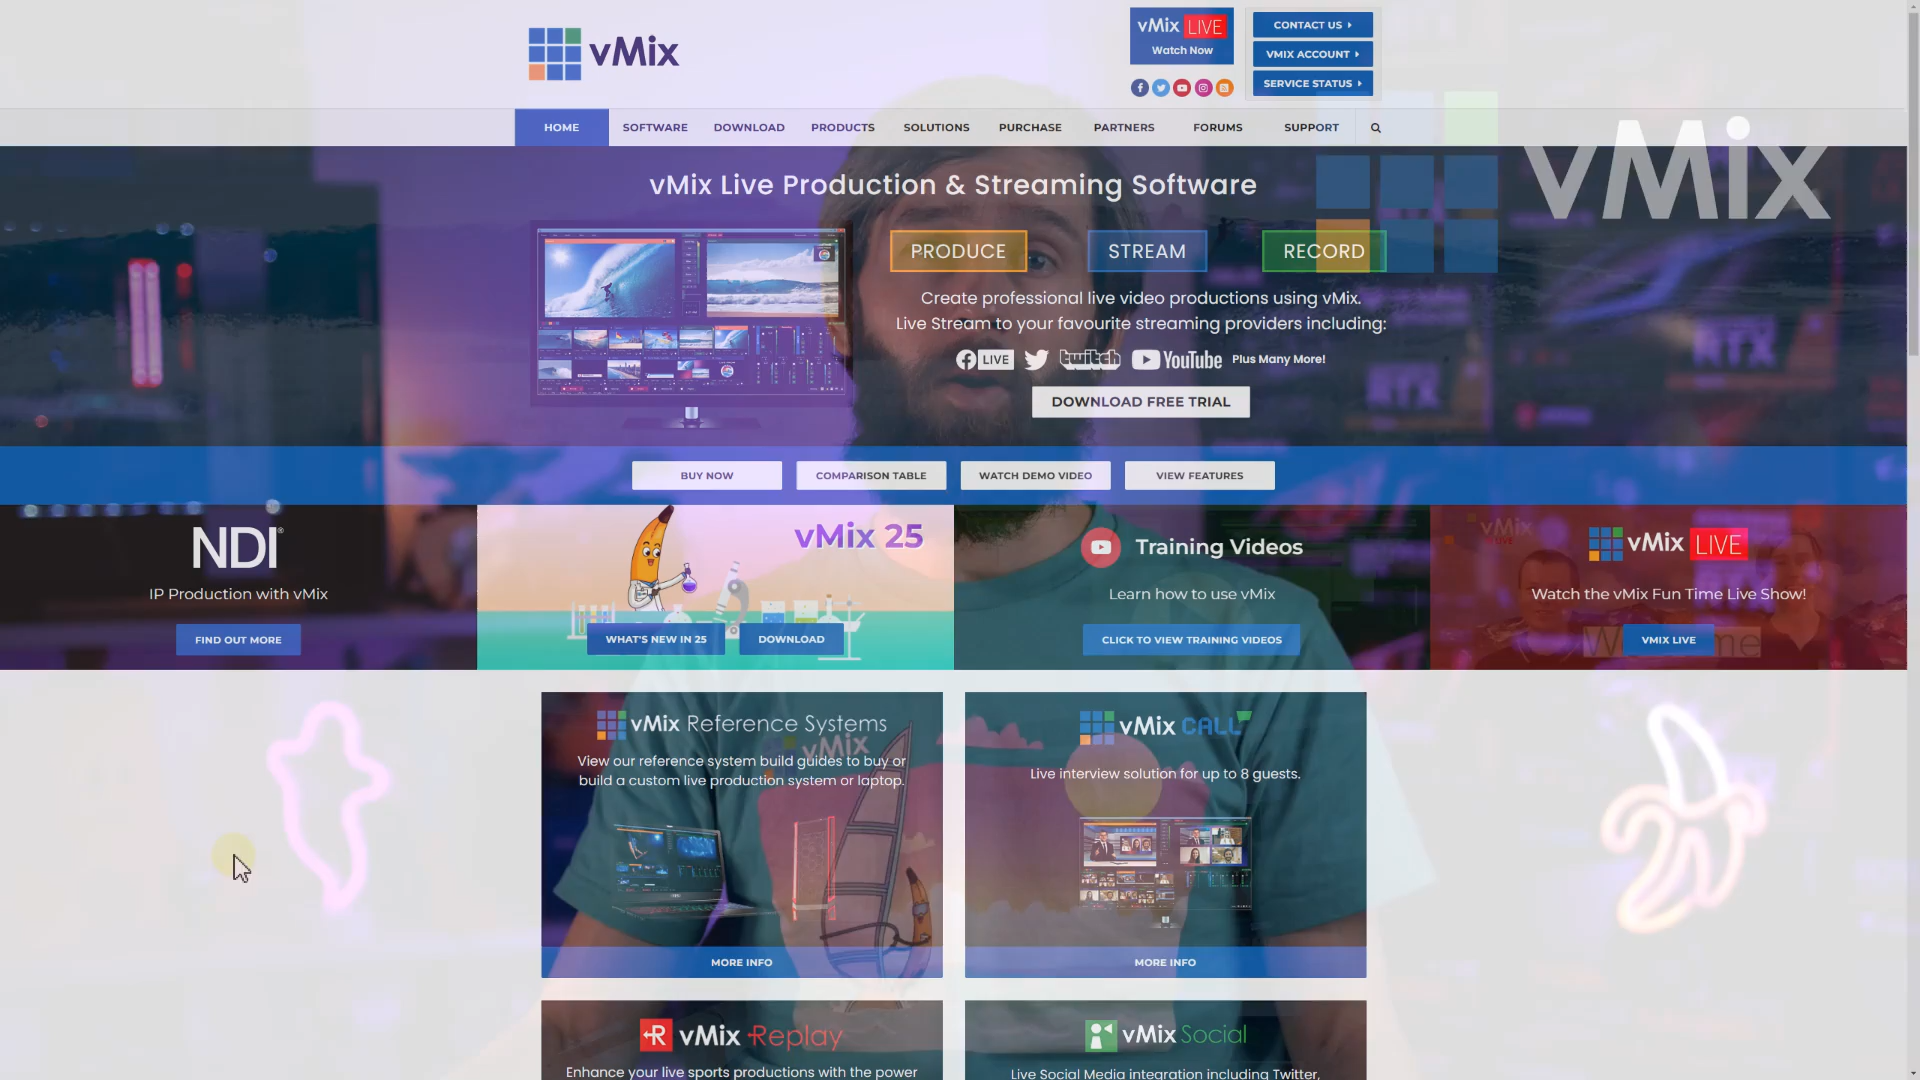 vMix
vMix LIVE
Watch Now
CONTACT US
VMIX ACCOUNT
SERVICE STATUS
HOME SOFTWARE DOWNLOAD PRODUCTS SOLUTIONS PURCHASE PARTNERS FORUMS SUPPORT
vMix
vMix Live Production & Streaming Software
PRODUCE STREAM RECORD
Create professional live video productions using vMix.
Live Stream to your favourite streaming providers including:
LIVE twitch YouTube Plus Many More!
DOWNLOAD FREE TRIAL
RTX
RTX
BUY NOW COMPARISON TABLE WATCH DEMO VIDEO VIEW FEATURES
NDI®
IP Production with vMix
FIND OUT MORE
vMix 25
WHAT'S NEW IN 25 DOWNLOAD
Training Videos
Learn how to use vMix
CLICK TO VIEW TRAINING VIDEOS
vMix LIVE
vMix LIVE
Watch the vMix Fun Time Live Show!
VMIX LIVE
vMix Reference Systems
View our reference system build guides to buy or
build a custom live production system or laptop.
vMix
MORE INFO
vMix CALL
Live interview solution for up to 8 guests.
MORE INFO
vMix Replay
Enhance your live sports productions with the power
vMix Social
Live Social Media integration including Twitter,